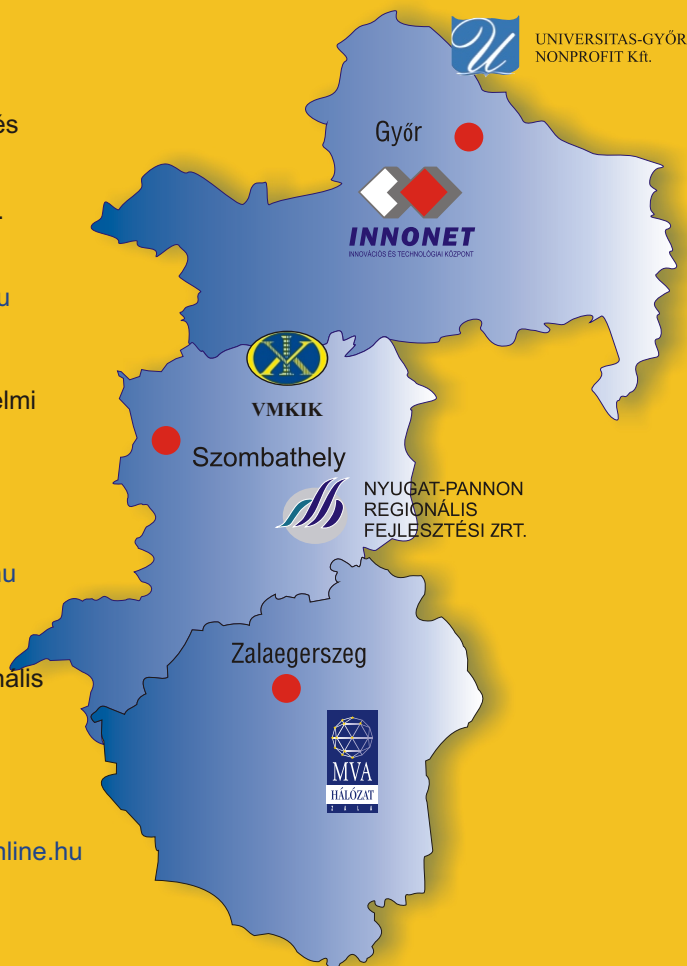 UNIVERSITAS-GYŐR
NONPROFIT Kft.
és
Győr
INNONET
INNOVÁCIÓS ÉS TECHNOLÓGIAI KÖZPONT
u
elmi
VMKIK
Szombathely
NYUGAT-PANNON
REGIONÁLIS
FEJLESZTÉSI ZRT.
u
Zalaegerszeg
nális
MVA
HÁLÓZAT
ZALA
nline.hu